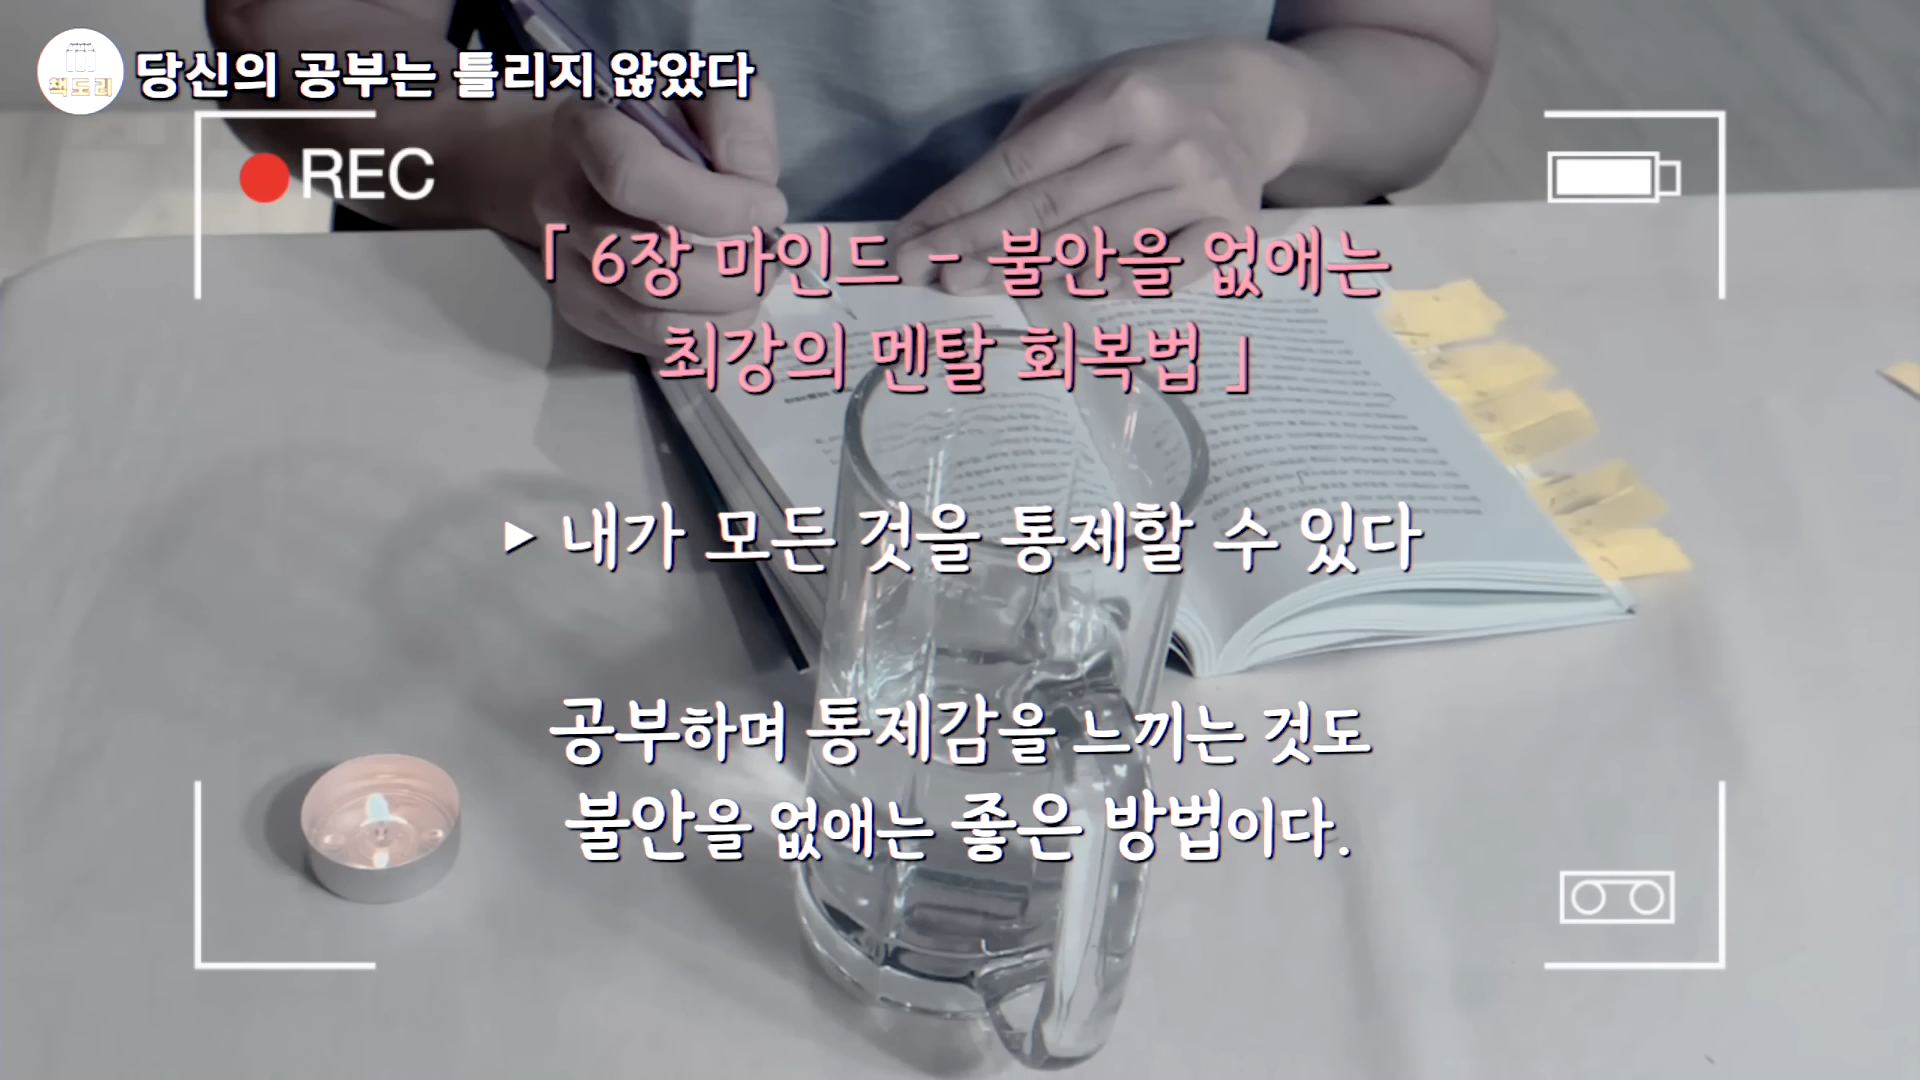 책도리
당신의 공부는 틀리지 않았다
REC
「 6장 마인드 - 불안을 없애는
최강의 멘탈 회복법 」
▶ 내가 모든 것을 통제할 수 있다
공부하며 통제감을 느끼는 것도
불안을 없애는 좋은 방법이다.